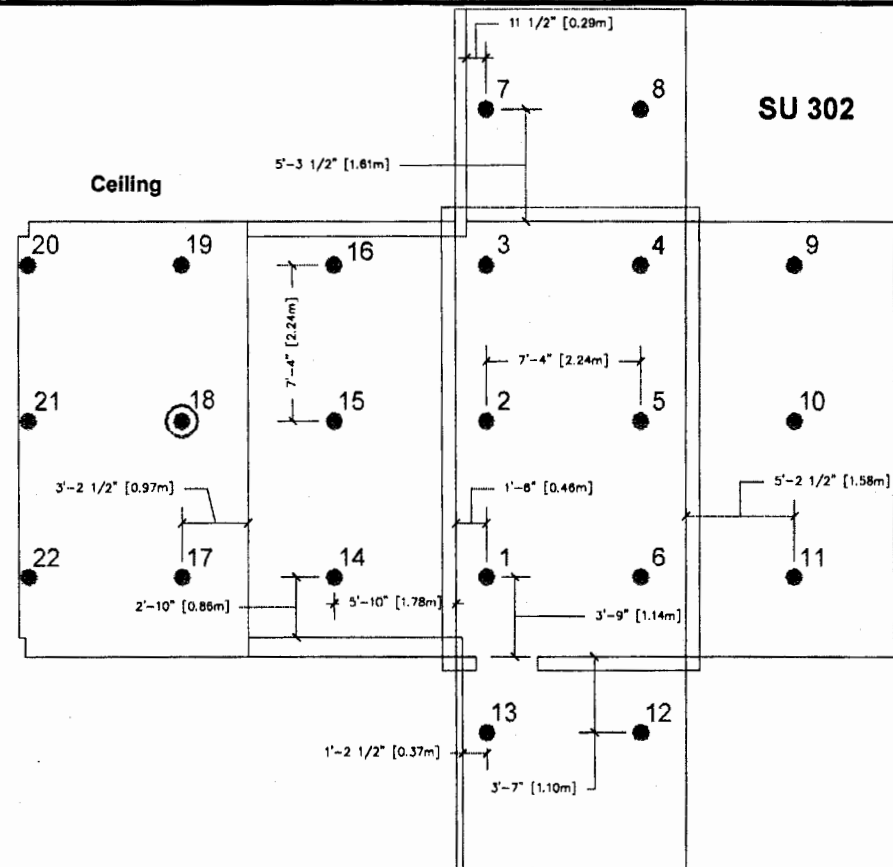 11 1/2" [0.29m]
7
8
SU 302
5'-3 1/2" [1.61m]
Ceiling
20
19
16
3
4
9
7'-4" [2.24m]
7'-4" [2.24m]
21
18
15
2
5
10
3'-2 1/2" [0.97m]
1'-6" [0.46m]
5'-2 1/2" [1.58m]
22
17
14
1
6
11
2'-10" [0.86m]
5'-10" [1.78m]
3'-9" [1.14m]
13
12
1'-2 1/2" [0.37m]
3'-7" [1.10m]